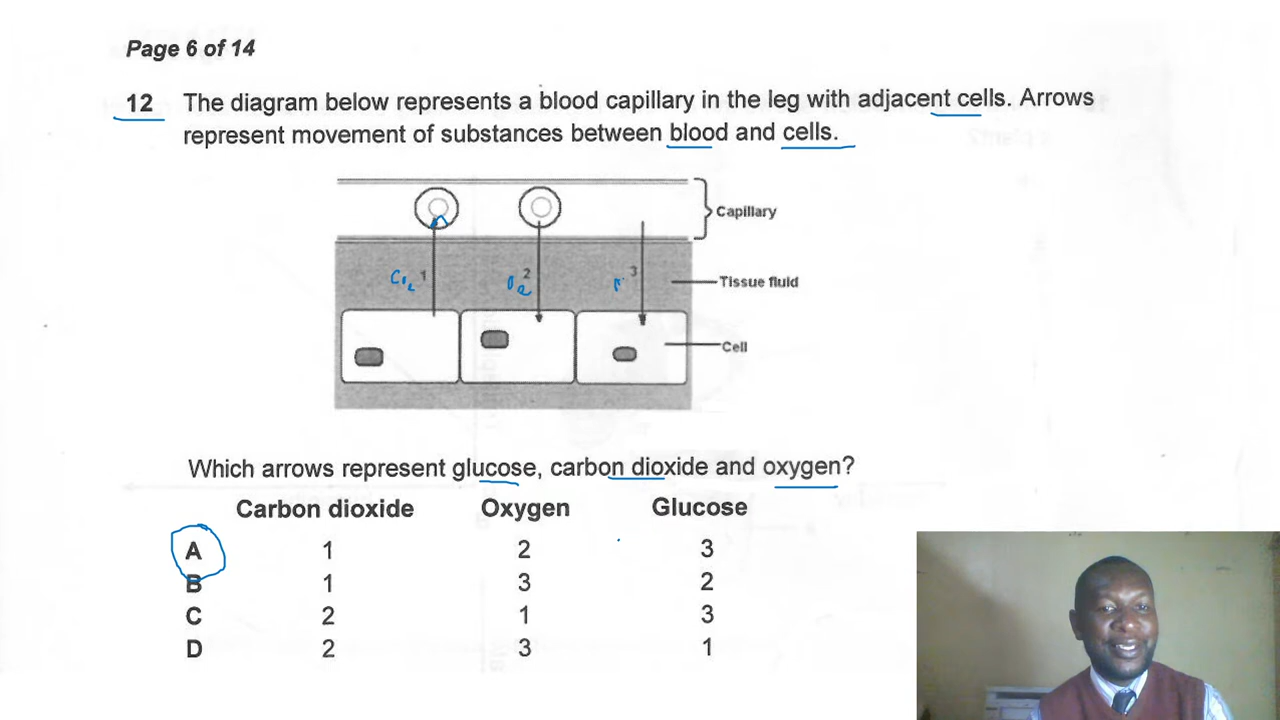 Page 6 of 14
12 The diagram below represents a blood capillary in the leg with adjacent cells. Arrows
represent movement of substances between blood and cells.
Capillary
1
2
3
O2
Tissue fluid
Cell
Which arrows represent glucose, carbon dioxide and oxygen?
Carbon dioxide Oxygen Glucose
A 1 2 3
B 1 3 2
C 2 1 3
D 2 3 1